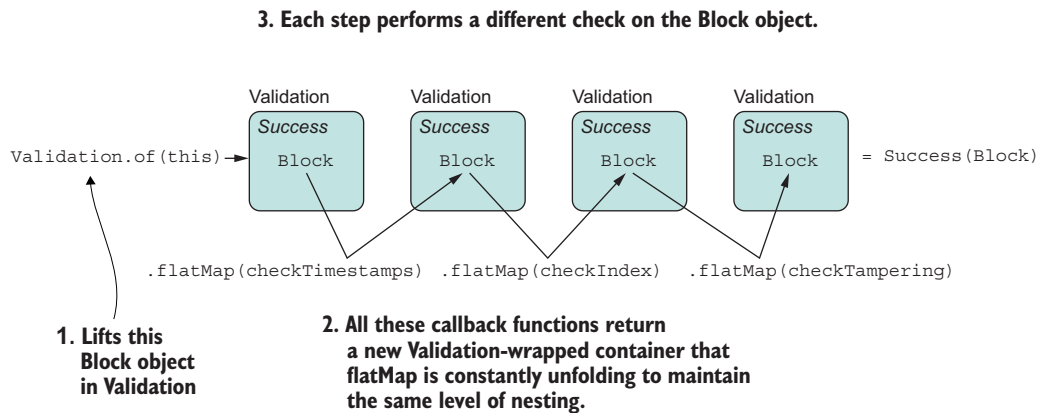 3. Each step performs a different check on the Block object.
Validation Validation Validation Validation
Success Success Success Success
Validation.of(this) Block Block Block Block = Success(Block)
.flatMap(checkTimestamps) .flatMap(checkIndex) .flatMap(checkTampering)
1. Lifts this
Block object
in Validation
2. All these callback functions return
a new Validation-wrapped container that
flatMap is constantly unfolding to maintain
the same level of nesting.